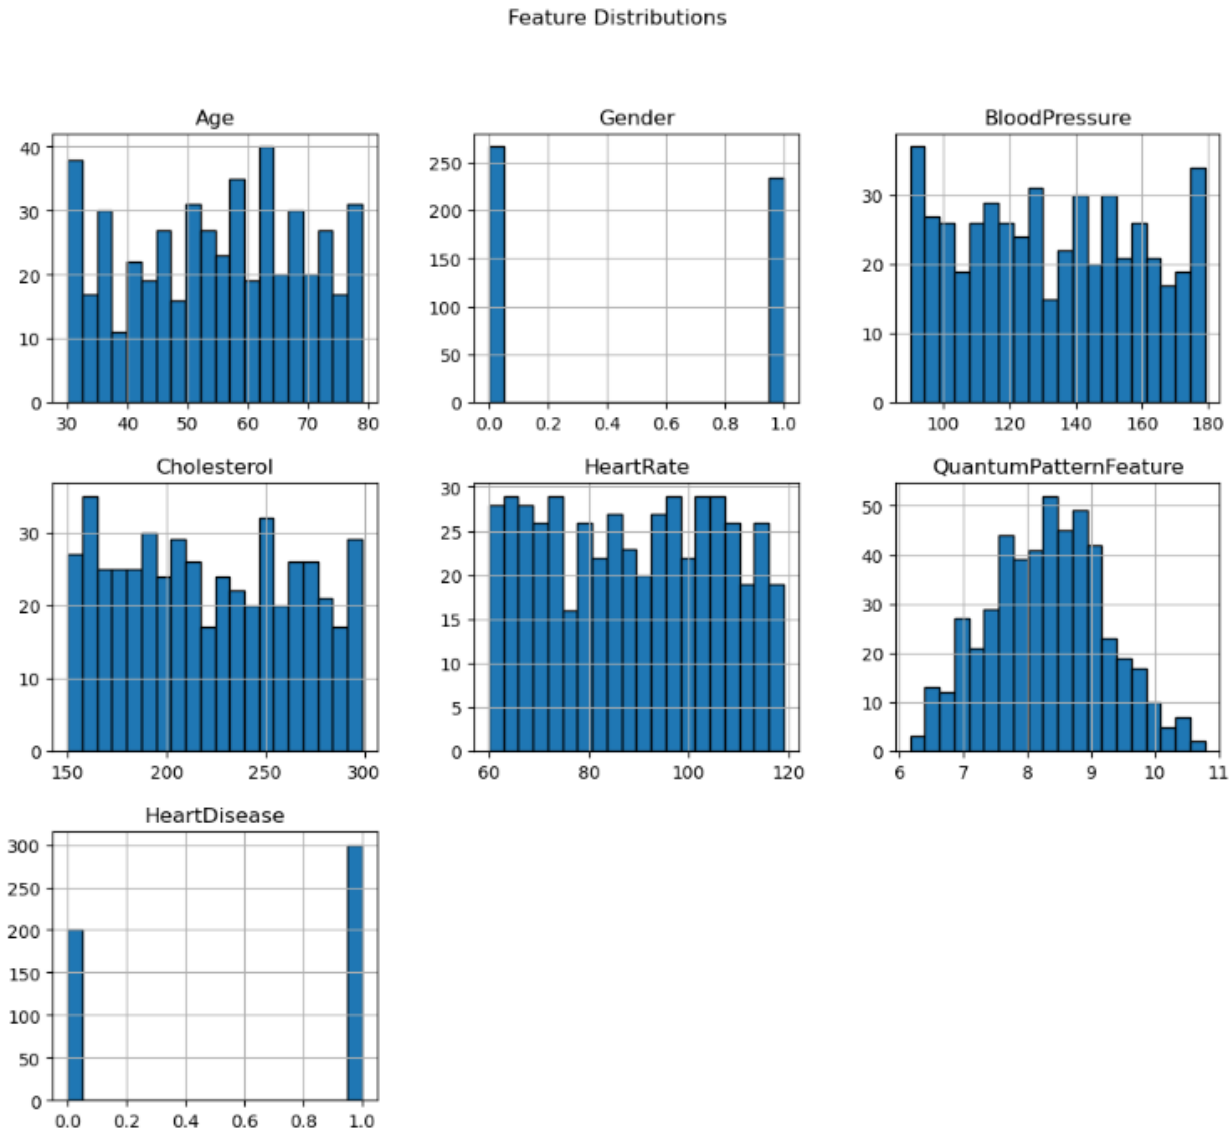 Feature Distributions
Age
40
30
20
10
0
30 40 50 60 70 80
Gender
250
200
150
100
50
0
0.0 0.2 0.4 0.6 0.8 1.0
BloodPressure
30
20
10
0
100 120 140 160 180
Cholesterol
30
20
10
0
150 200 250 300
HeartRate
30
25
20
15
10
5
0
60 80 100 120
QuantumPatternFeature
50
40
30
20
10
0
6 7 8 9 10 11
HeartDisease
300
250
200
150
100
50
0
0.0 0.2 0.4 0.6 0.8 1.0